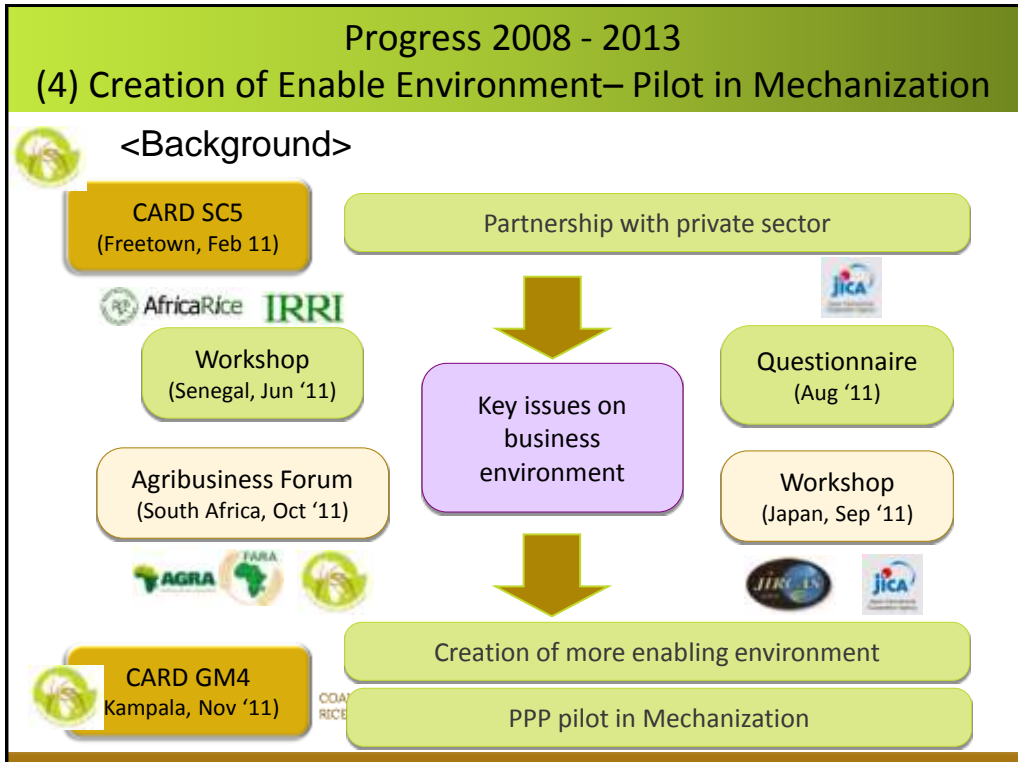 Progress 2008 - 2013
(4) Creation of Enable Environment– Pilot in Mechanization
<Background>
CARD SC5
(Freetown, Feb 11)
Partnership with private sector
AfricaRice
IRRI
jICA
Workshop
(Senegal, Jun ‘11)
Key issues on
business
environment
Questionnaire
(Aug ‘11)
Agribusiness Forum
(South Africa, Oct ‘11)
Workshop
(Japan, Sep ‘11)
AGRA
FARA
JIRCAS
jICA
CARD GM4
Kampala, Nov ‘11)
COA
RICE
Creation of more enabling environment
PPP pilot in Mechanization